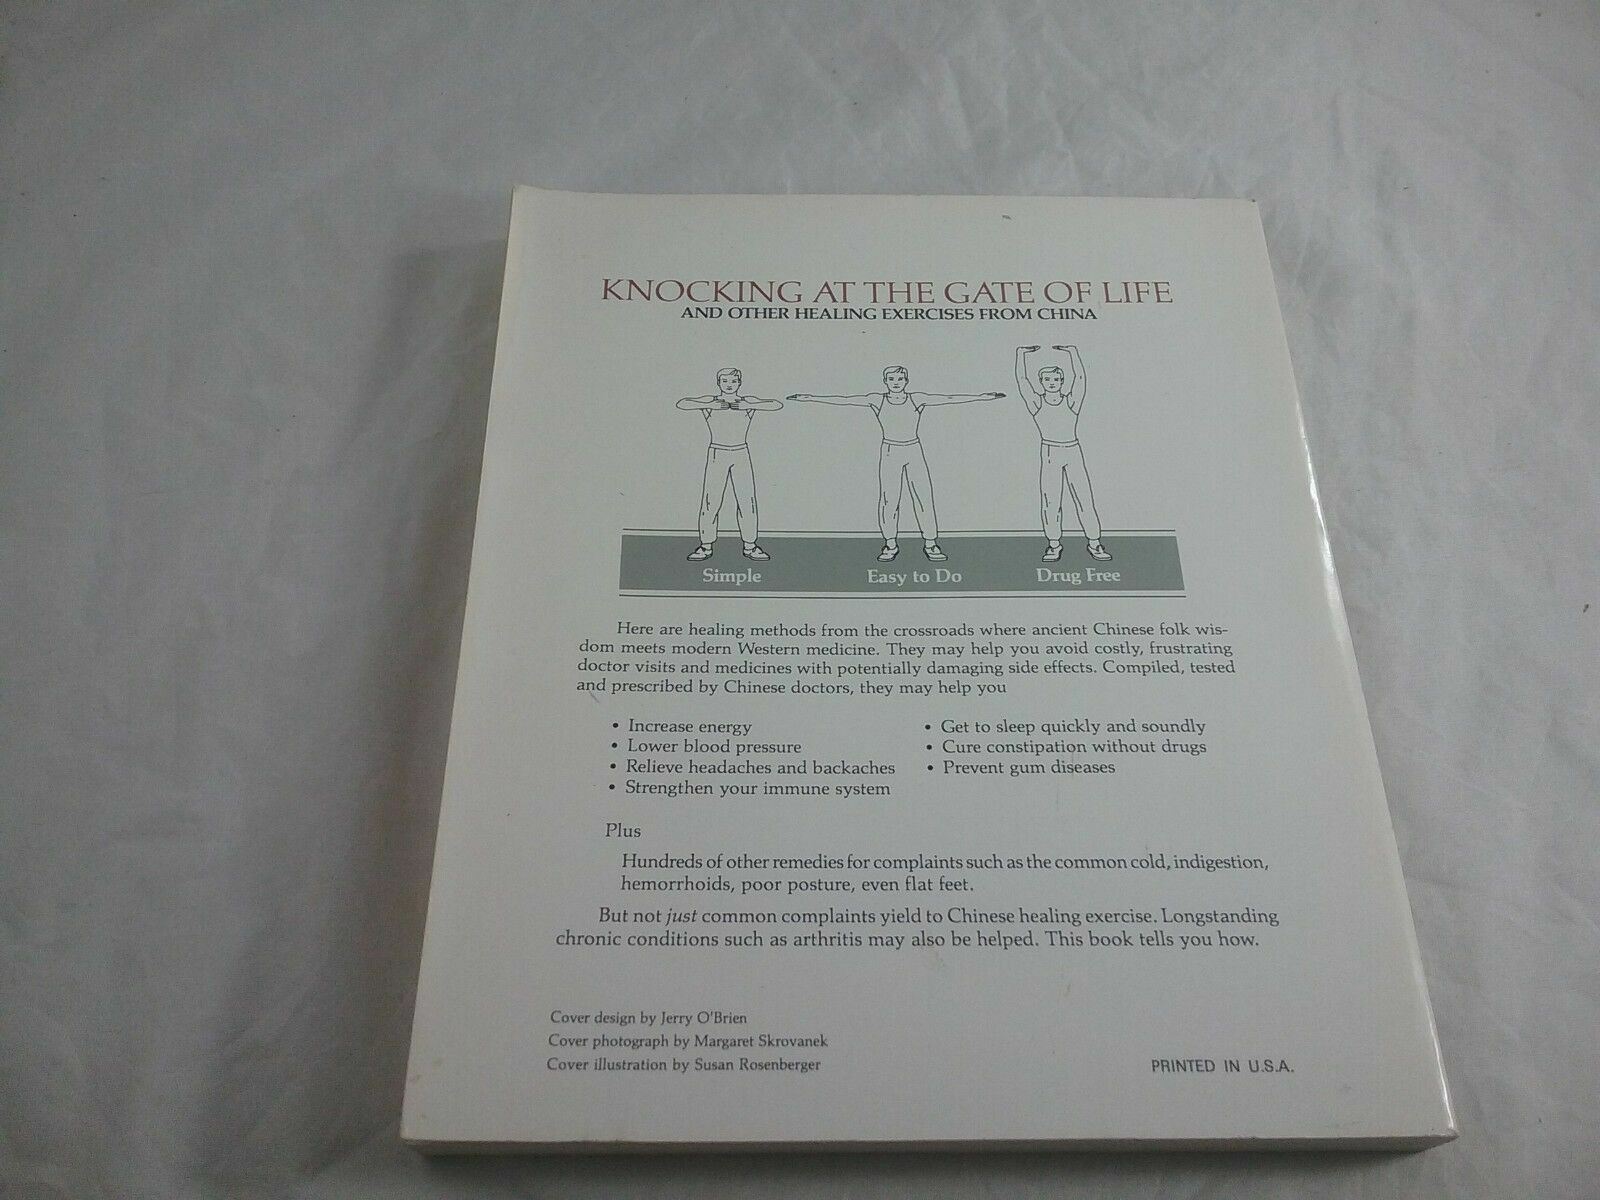 KNOCKING AT THE GATE OF LIFE
AND OTHER HEALING EXERCISES FROM CHINA
Simple Easy to Do Drug Free
Here are healing methods from the crossroads where ancient Chinese folk wis-
dom meets modern Western medicine. They may help you avoid costly, frustrating
doctor visits and medicines with potentially damaging side effects. Compiled, tested
and prescribed by Chinese doctors, they may help you
• Increase energy
• Lower blood pressure
• Relieve headaches and backaches
• Strengthen your immune system
• Get to sleep quickly and soundly
• Cure constipation without drugs
• Prevent gum diseases
Plus
Hundreds of other remedies for complaints such as the common cold, indigestion,
hemorrhoids, poor posture, even flat feet.
But not just common complaints yield to Chinese healing exercise. Longstanding
chronic conditions such as arthritis may also be helped. This book tells you how.
Cover design by Jerry O'Brien
Cover photograph by Margaret Skrovanek
Cover illustration by Susan Rosenberger
PRINTED IN U.S.A.